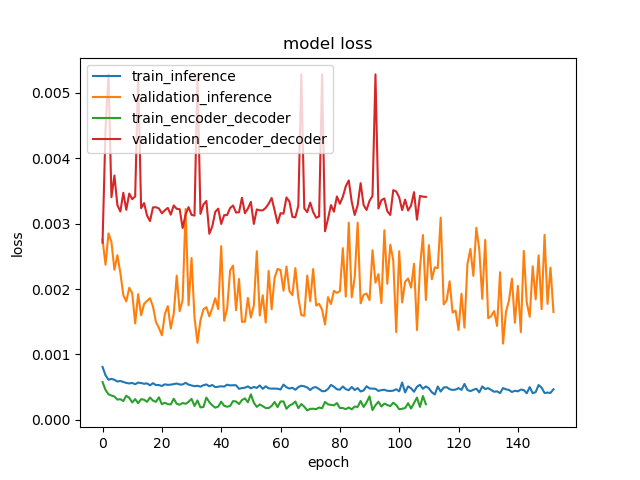 model loss
train_inference
validation_inference
train_encoder_decoder
validation_encoder_decoder
0.005
0.004
0.003
0.002
0.001
0.000
loss
0 20 40 60 80 100 120 140
epoch